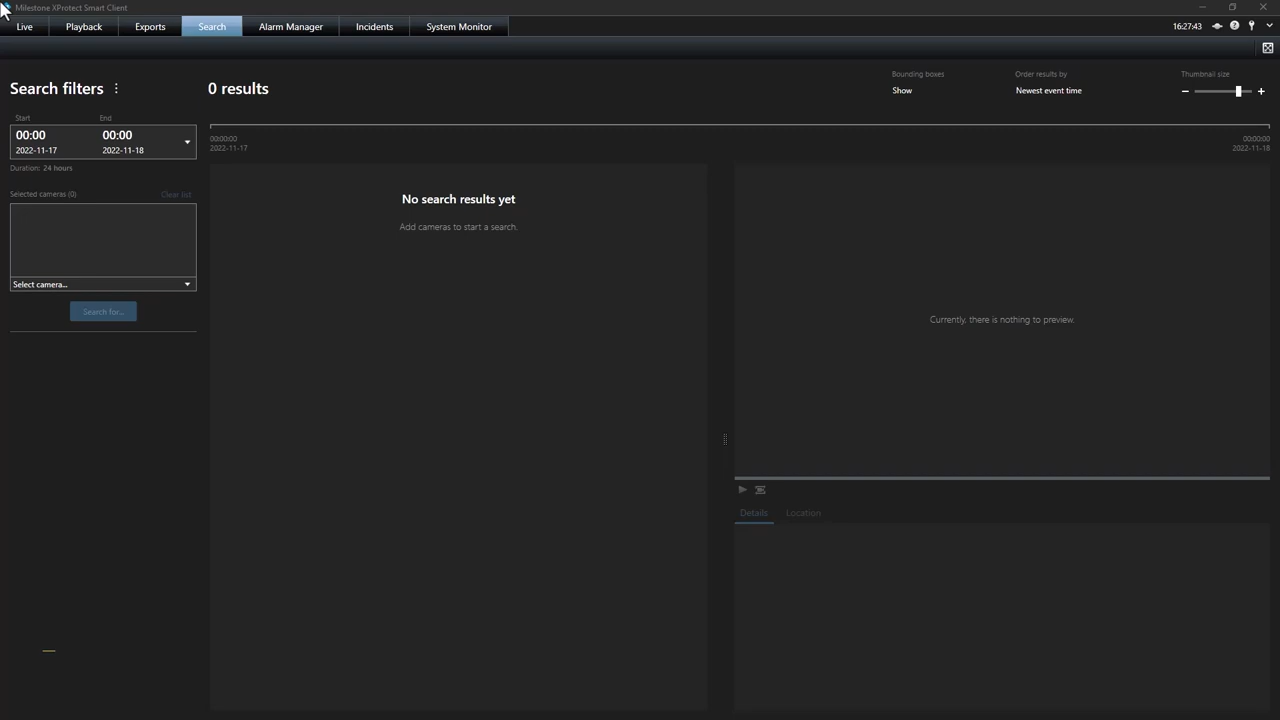 Milestone XProtect Smart Client
Live Playback Exports Search Alarm Manager Incidents System Monitor 16:27:43
Search filters
0 results
Bounding boxes
Show
Order results by
Newest event time
Thumbnail size
Start End
00:00 00:00
2022-11-17 2022-11-18
Duration: 24 hours
00:00:00
2022-11-17
00:00:00
2022-11-18
Selected cameras (0) Clear list
Select camera...
Search for...
No search results yet
Add cameras to start a search.
Currently, there is nothing to preview.
Details Location